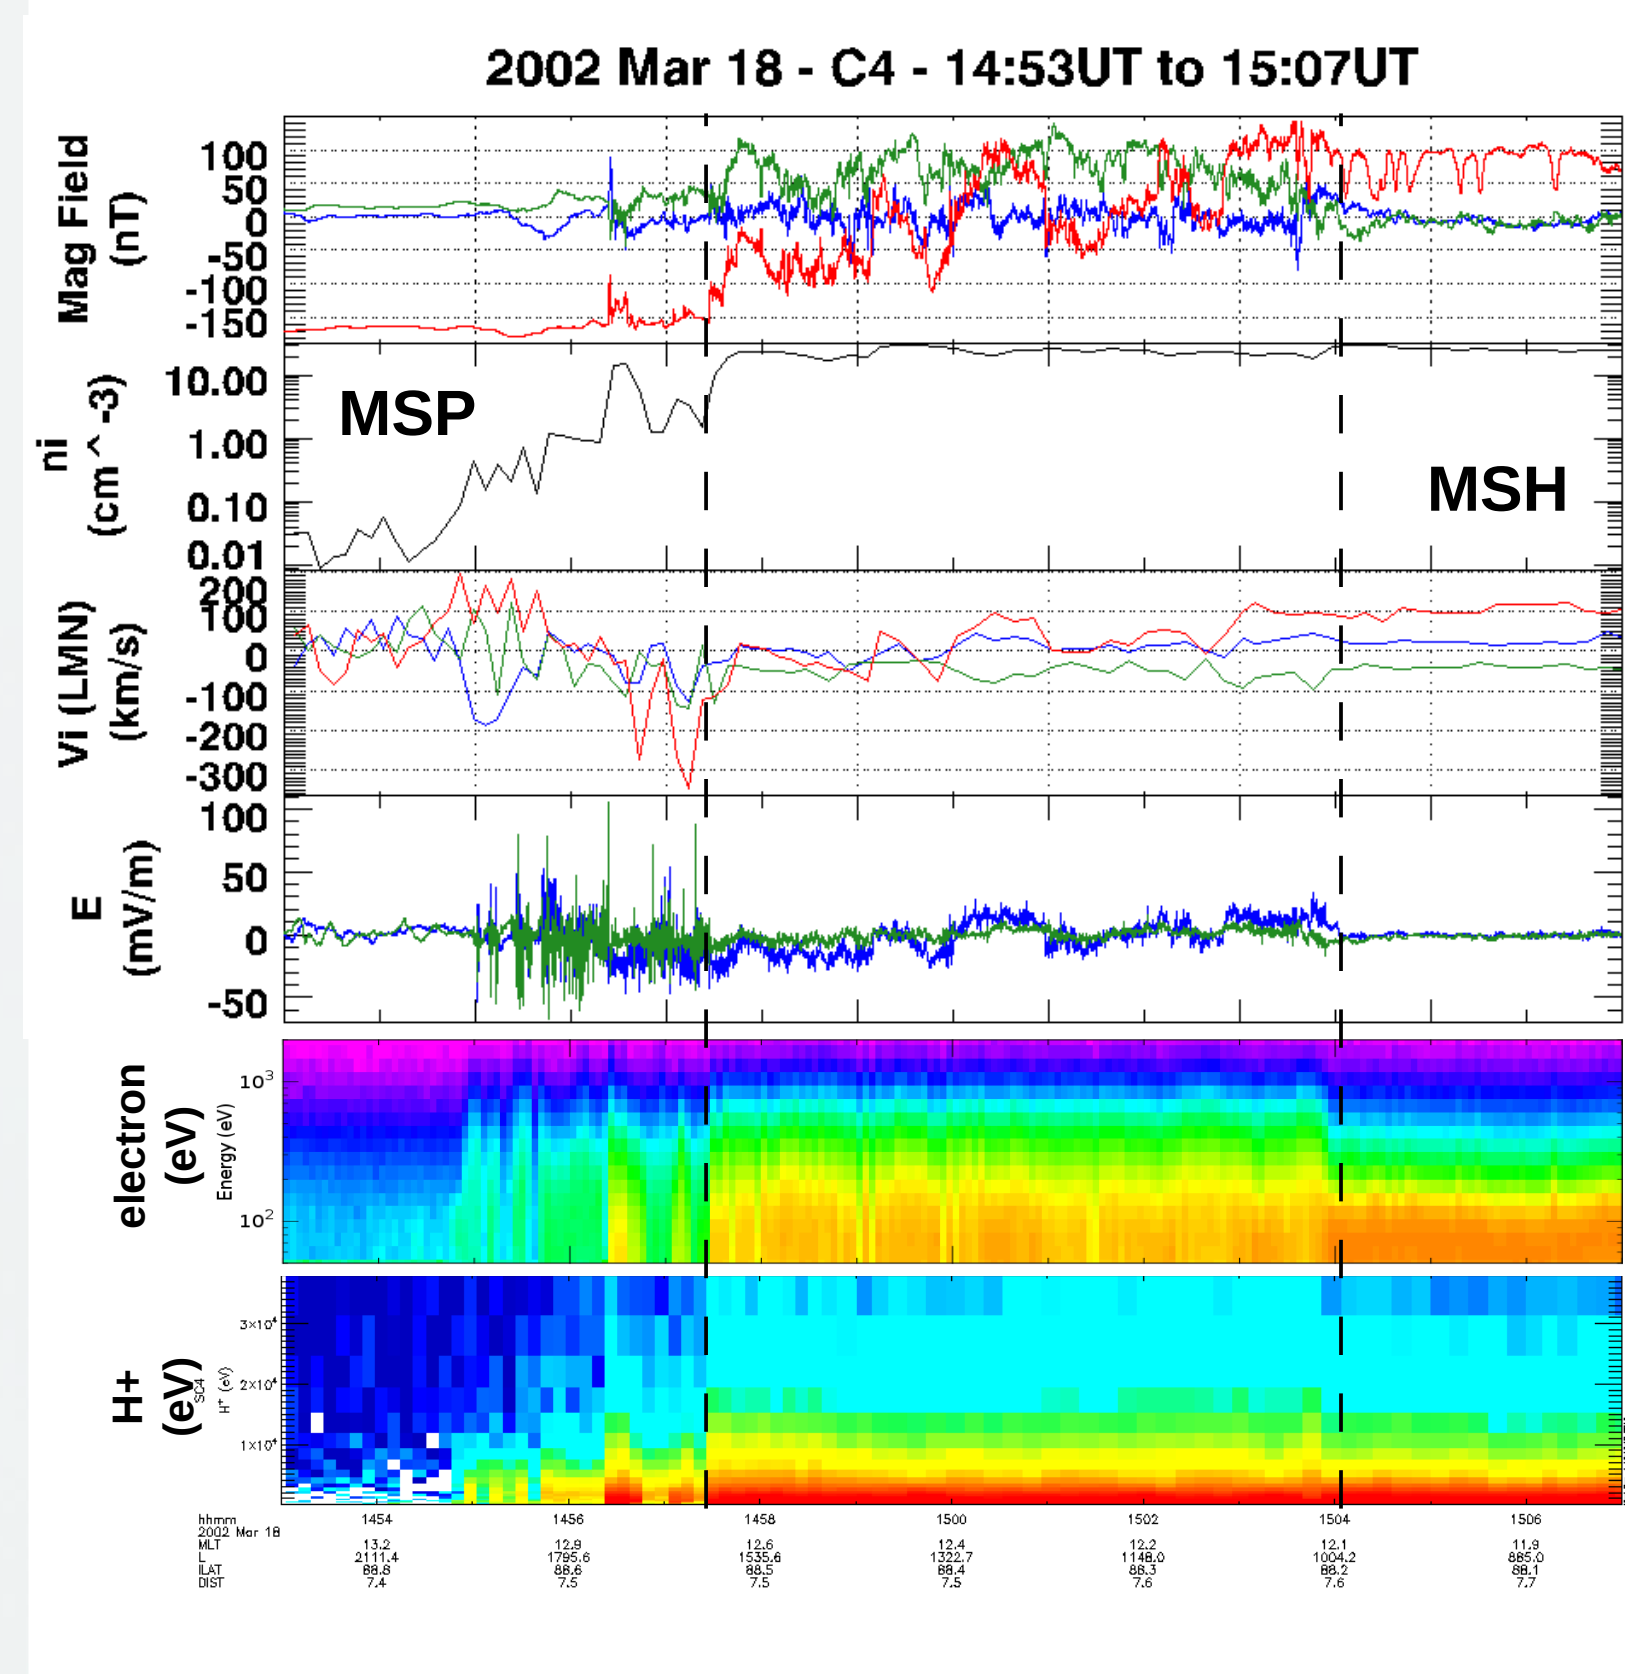 2002 Mar 18 - C4 - 14:53UT to 15:07UT
Mag Field
(nT)
100
50
0
-50
-100
-150
ni
(cm^-3)
10.00
1.00
0.10
0.01
MSP
MSH
Vi (LMN)
(km/s)
200
100
0
-100
-200
-300
E
(mV/m)
100
50
0
-50
electron
(eV)
Energy (eV)
10³
10²
H+
(eV)
SC4
H⁺ (eV)
3×10⁴
2×10⁴
1×10⁴
hhmm 1454 1456 1458 1500 1502 1504 1506
2002 Mar 18
MLT 13.2 12.9 12.6 12.4 12.2 12.1 11.9
L 2111.4 1795.6 1535.6 1322.7 1148.0 1004.2 885.0
ILAT 88.8 88.6 88.5 88.4 88.3 88.2 88.1
DIST 7.4 7.5 7.5 7.5 7.6 7.6 7.7